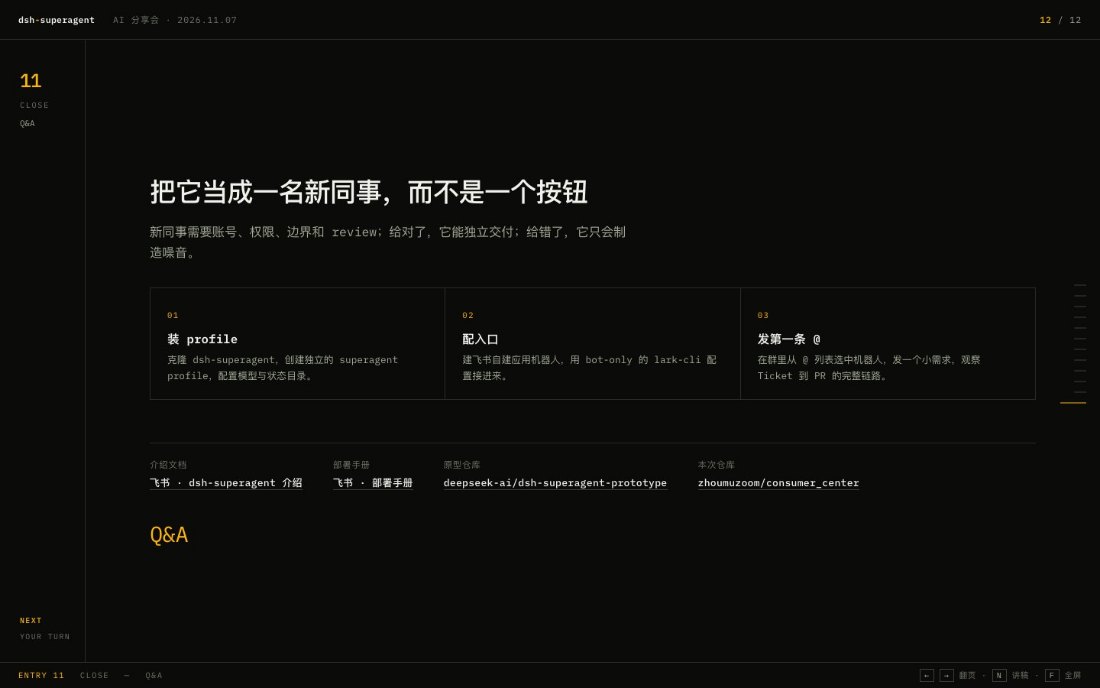 dsh-superagent AI 分享会 · 2026.11.07
12 / 12
11
CLOSE
Q&A
把它当成一名新同事，而不是一个按钮
新同事需要账号、权限、边界和 review；给对了，它能独立交付；给错了，它只会制
造噪音。
01
装 profile
克隆 dsh-superagent，创建独立的 superagent
profile，配置模型与状态目录。
02
配入口
建飞书自建应用机器人，用 bot-only 的 lark-cli 配
置接进来。
03
发第一条 @
在群里从 @ 列表选中机器人，发一个小需求，观察
Ticket 到 PR 的完整链路。
介绍文档
飞书 · dsh-superagent 介绍
部署手册
飞书 · 部署手册
原型仓库
deepseek-ai/dsh-superagent-prototype
本次仓库
zhoumuzoom/consumer_center
Q&A
NEXT
YOUR TURN
ENTRY 11 CLOSE — Q&A
← → 翻页 · N 讲稿 · F 全屏